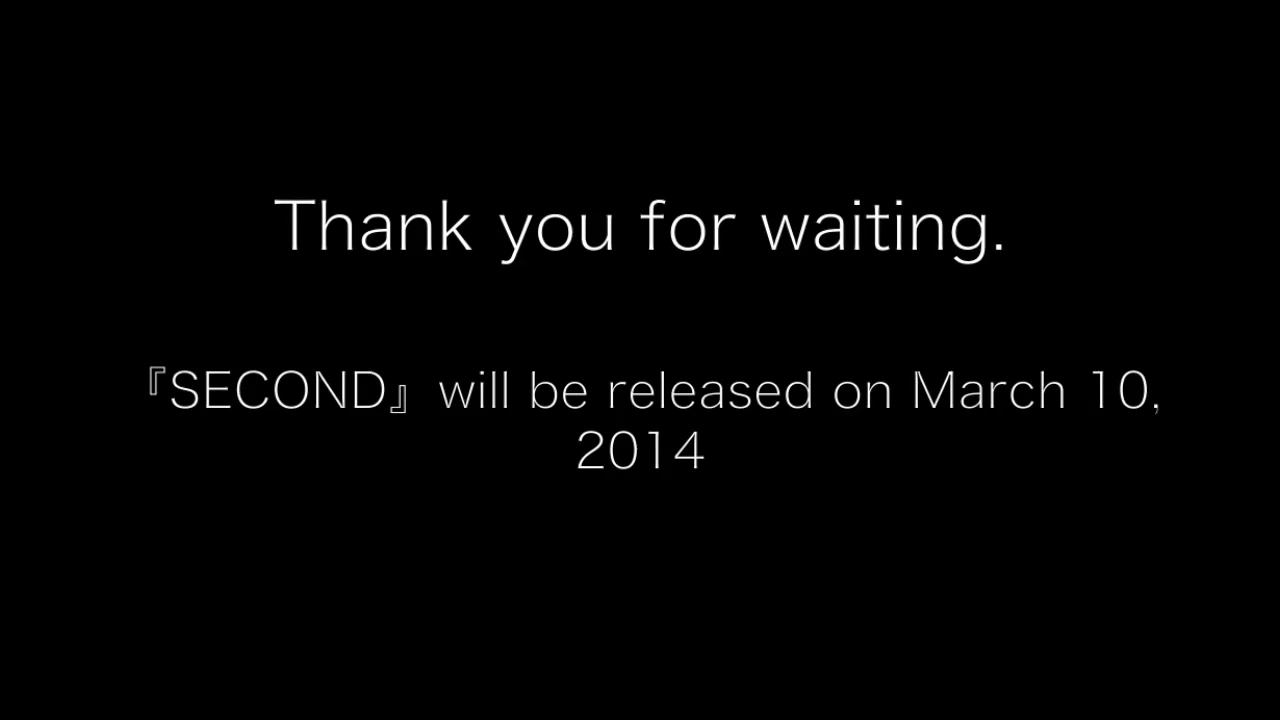 Thank you for waiting.
『SECOND』will be released on March 10,
2014